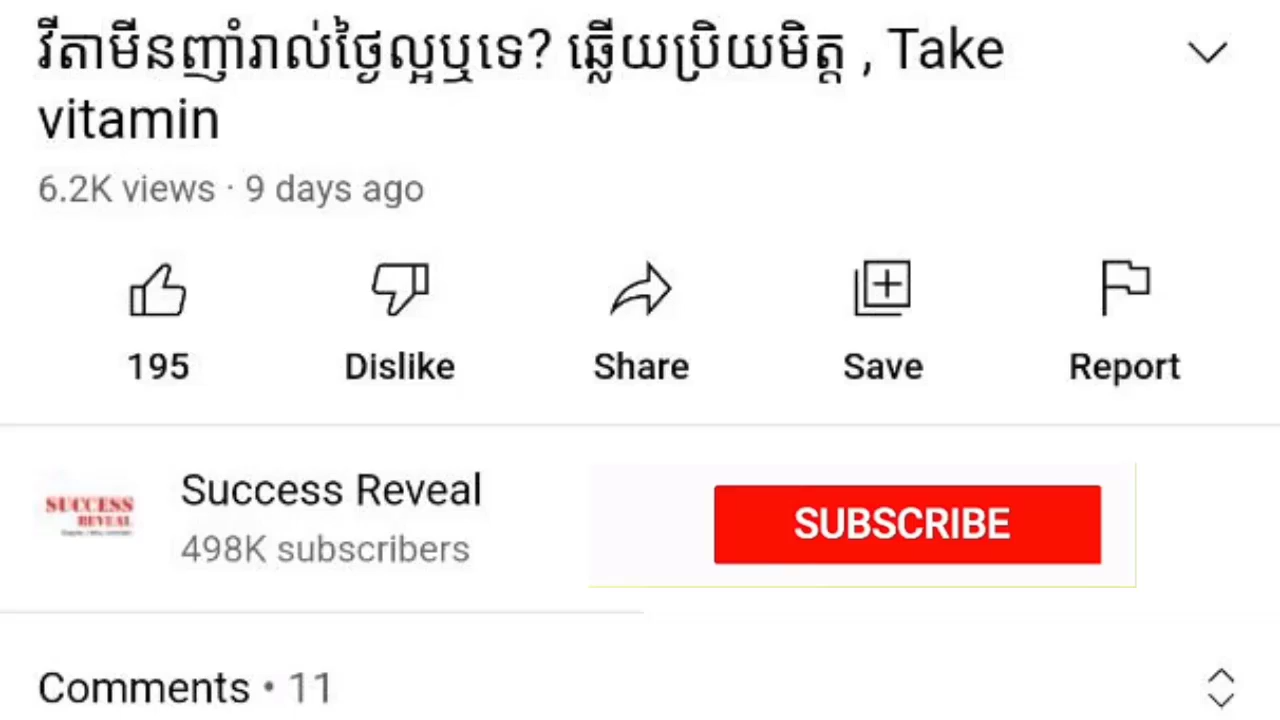 វីតាមីនញ៉ាំរាល់ថ្ងៃល្អឬទេ? ឆ្លើយប្រិយមិត្ត , Take
vitamin
6.2K views · 9 days ago
195 Dislike Share Save Report
SUCCESS
REVEAL
Success Reveal
498K subscribers
SUBSCRIBE
Comments • 11